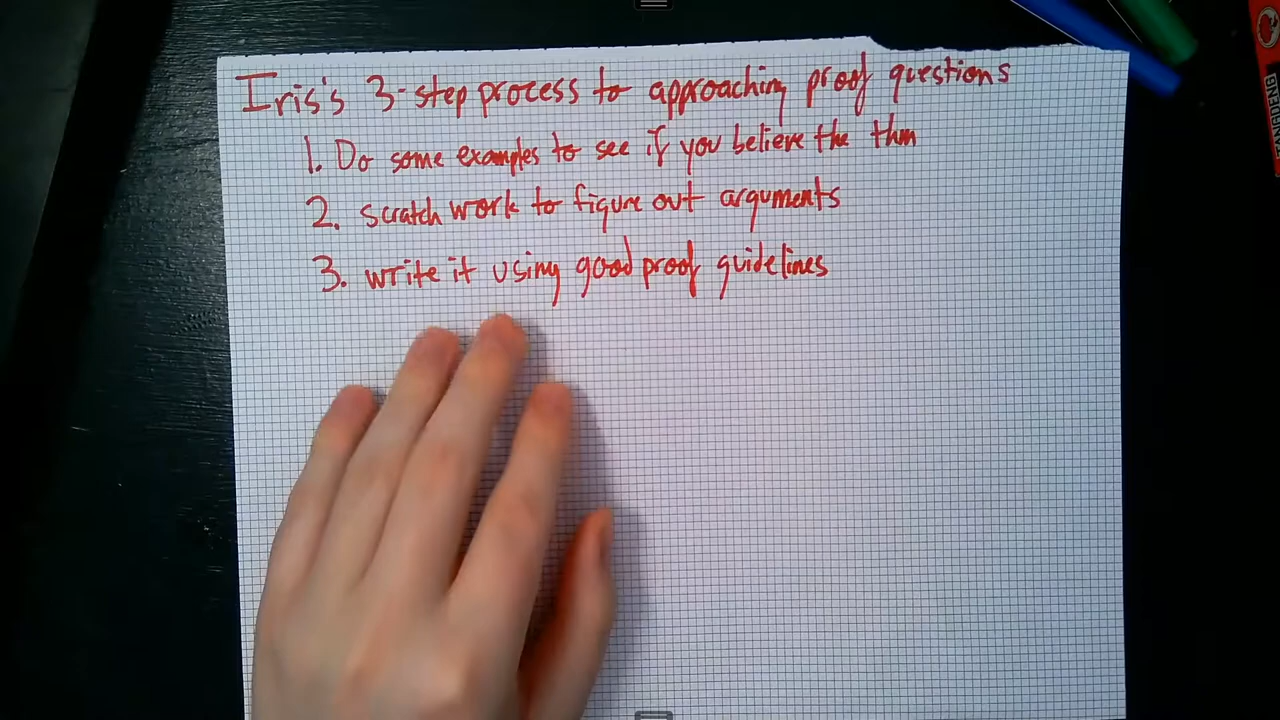 Iris's 3-step process to approaching proof questions
1. Do some examples to see if you believe the thm
2. scratch work to figure out arguments
3. write it using good proof guidelines